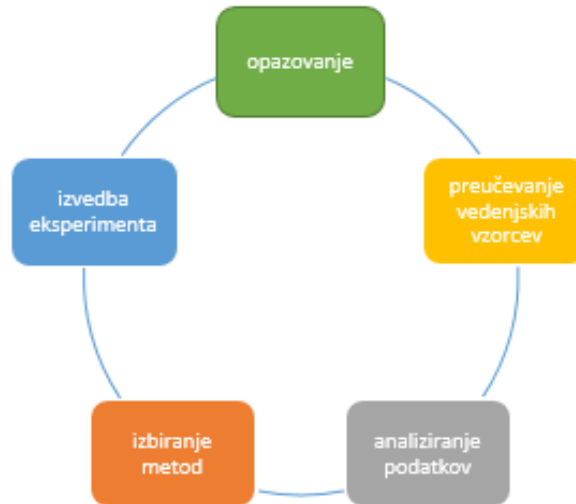 opazovanje
preučevanje
vedenjskih
vzorcev
analiziranje
podatkov
izbiranje
metod
izvedba
eksperimenta